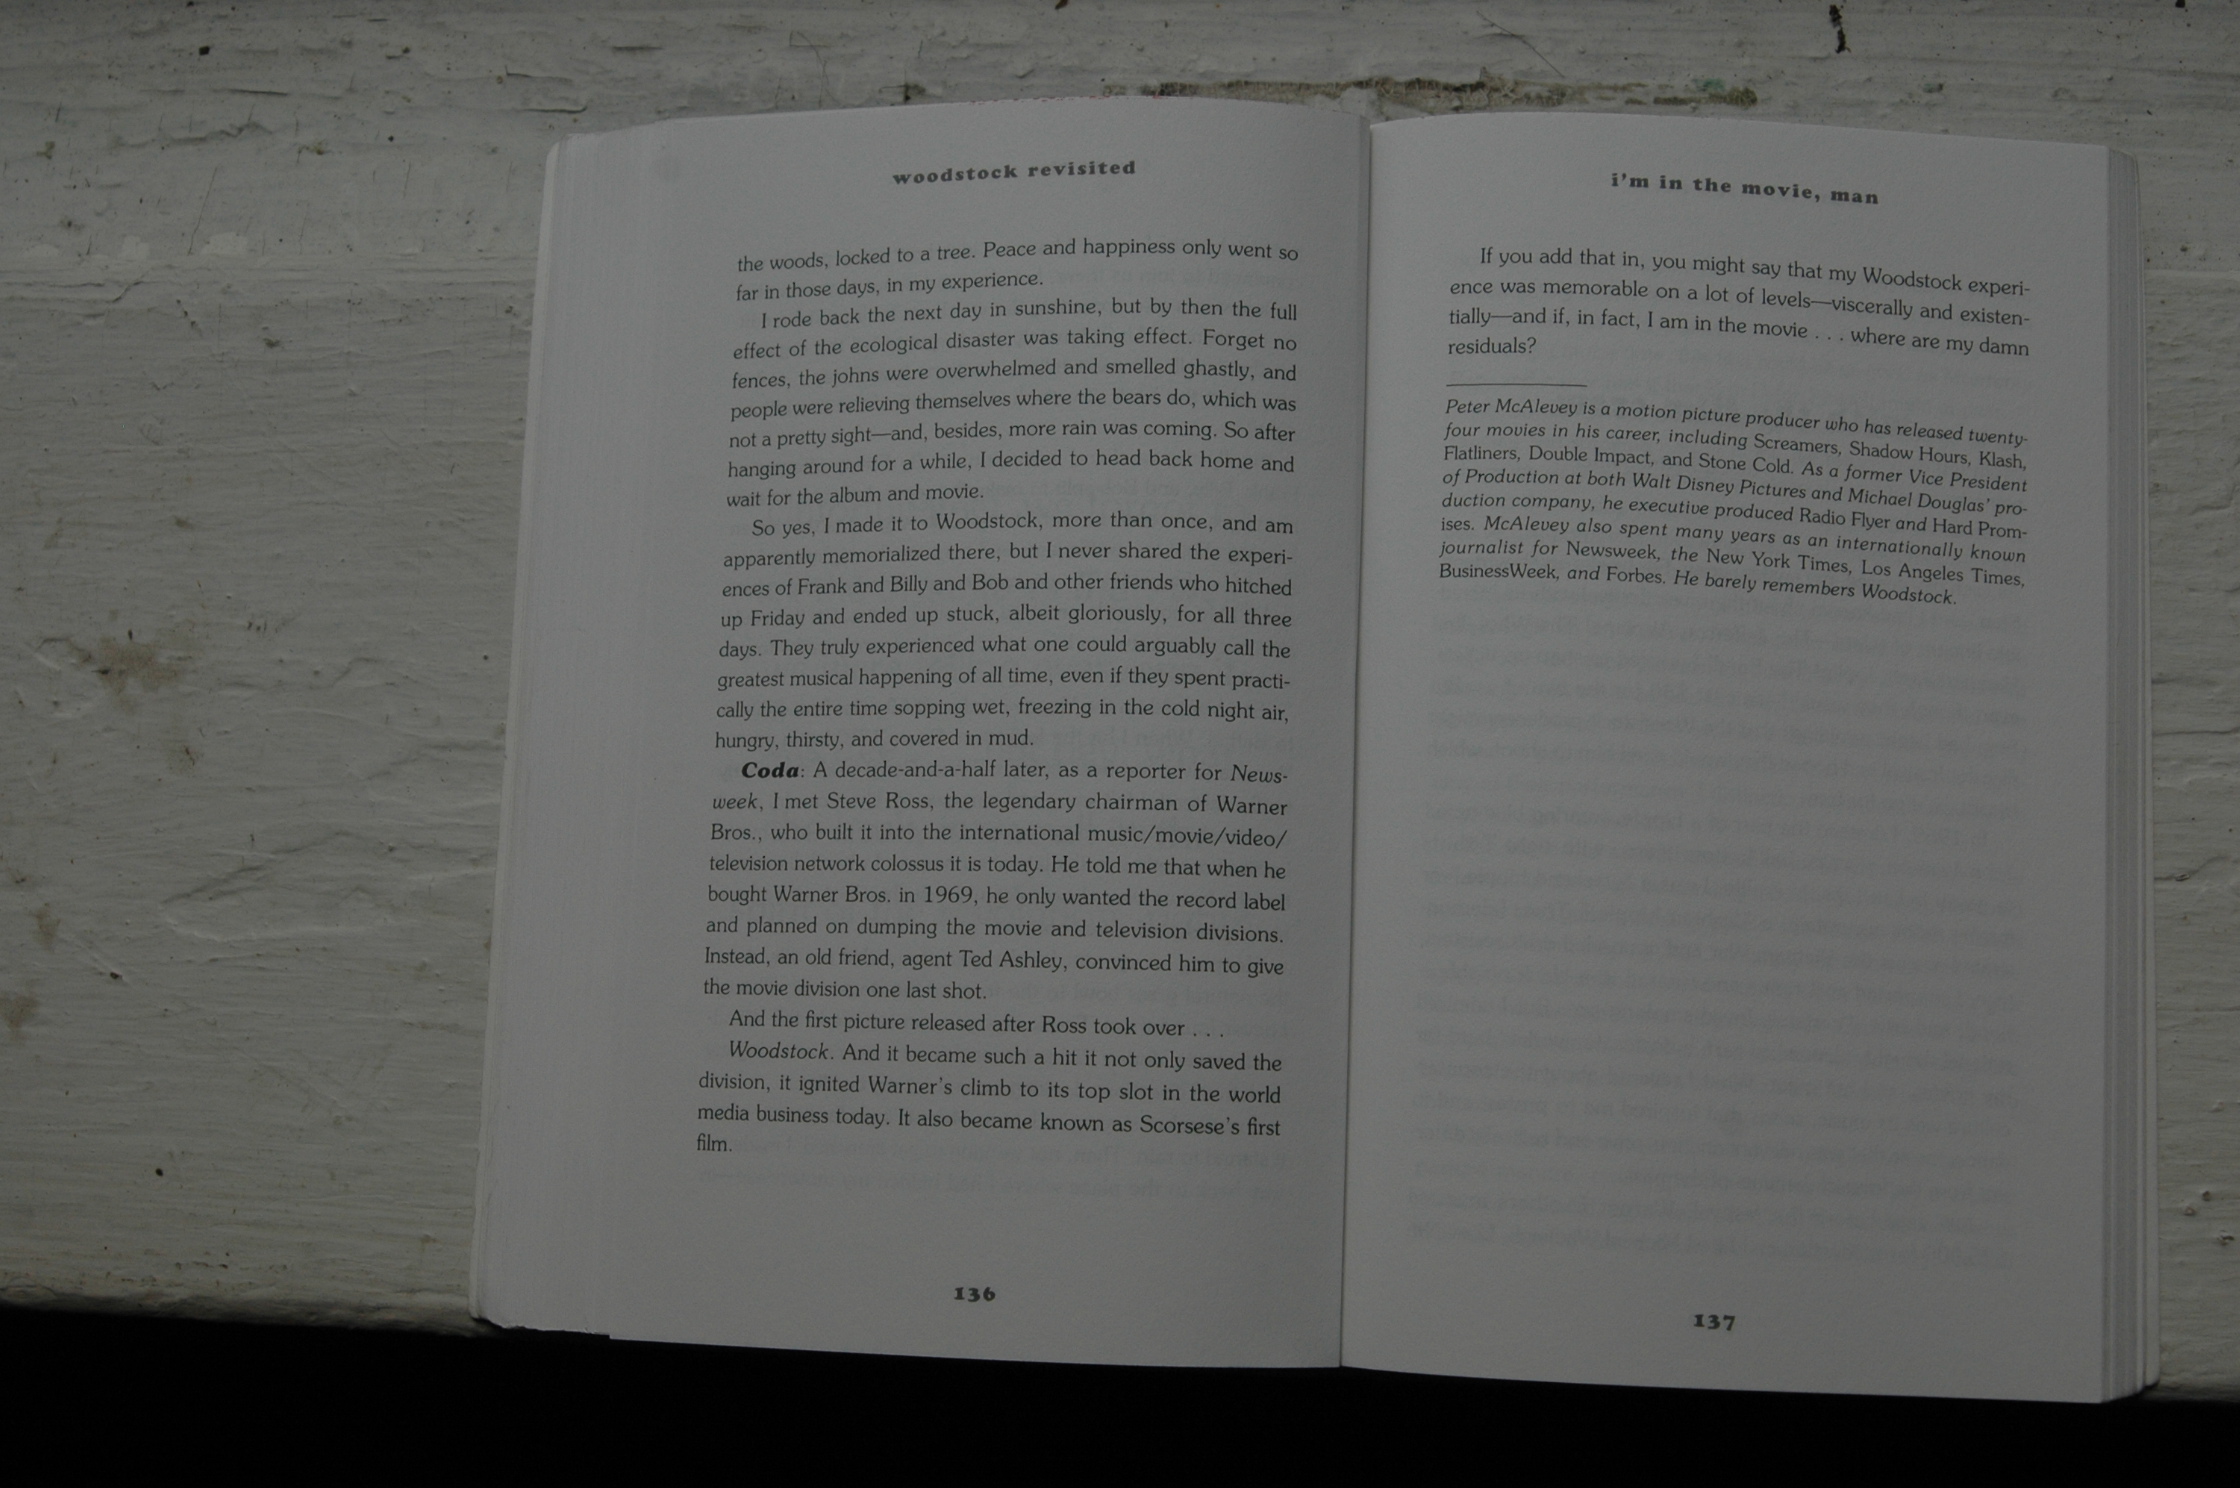 woodstock revisited
the woods, locked to a tree. Peace and happiness only went so
far in those days, in my experience.
I rode back the next day in sunshine, but by then the full
effect of the ecological disaster was taking effect. Forget no
fences, the johns were overwhelmed and smelled ghastly, and
people were relieving themselves where the bears do, which was
not a pretty sight—and, besides, more rain was coming. So after
hanging around for a while, I decided to head back home and
wait for the album and movie.
So yes, I made it to Woodstock, more than once, and am
apparently memorialized there, but I never shared the experi-
ences of Frank and Billy and Bob and other friends who hitched
up Friday and ended up stuck, albeit gloriously, for all three
days. They truly experienced what one could arguably call the
greatest musical happening of all time, even if they spent practi-
cally the entire time sopping wet, freezing in the cold night air,
hungry, thirsty, and covered in mud.
Coda: A decade-and-a-half later, as a reporter for News-
week, I met Steve Ross, the legendary chairman of Warner
Bros., who built it into the international music/movie/video/
television network colossus it is today. He told me that when he
bought Warner Bros. in 1969, he only wanted the record label
and planned on dumping the movie and television divisions.
Instead, an old friend, agent Ted Ashley, convinced him to give
the movie division one last shot.
And the first picture released after Ross took over . . .
Woodstock. And it became such a hit it not only saved the
division, it ignited Warner's climb to its top slot in the world
media business today. It also became known as Scorsese's first
film.
136
i'm in the movie, man
If you add that in, you might say that my Woodstock experi-
ence was memorable on a lot of levels—viscerally and existen-
tially—and if, in fact, I am in the movie . . . where are my damn
residuals?
Peter McAlevey is a motion picture producer who has released twenty-
four movies in his career, including Screamers, Shadow Hours, Klash,
Flatliners, Double Impact, and Stone Cold. As a former Vice President
of Production at both Walt Disney Pictures and Michael Douglas' pro-
duction company, he executive produced Radio Flyer and Hard Prom-
ises. McAlevey also spent many years as an internationally known
journalist for Newsweek, the New York Times, Los Angeles Times,
BusinessWeek, and Forbes. He barely remembers Woodstock.
137